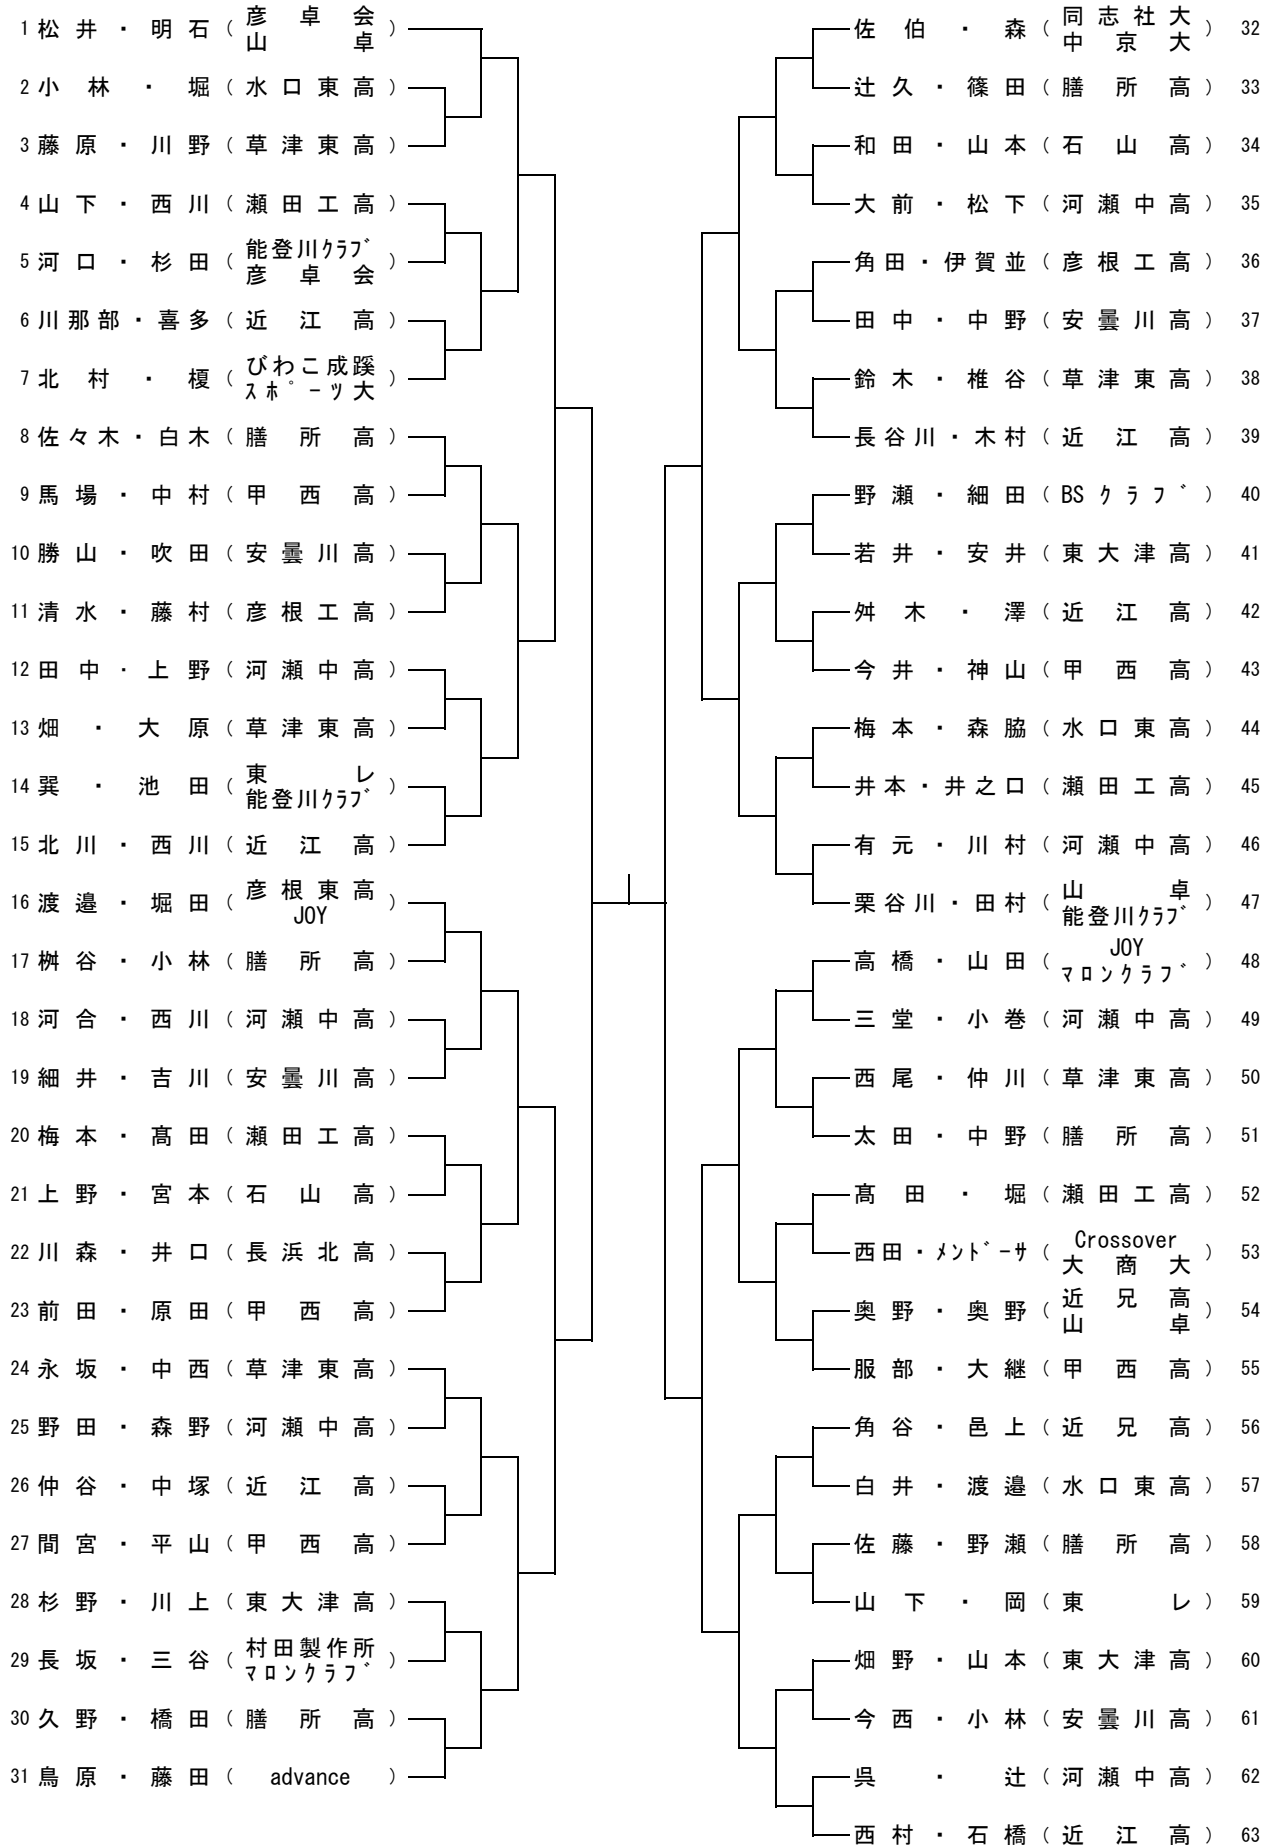 1 松井・明石 (彦卓会 山卓)
2 小林・堀 (水口東高)
3 藤原・川野 (草津東高)
4 山下・西川 (瀬田工高)
5 河口・杉田 (能登川ｸﾗﾌﾞ 彦卓会)
6 川那部・喜多 (近江高)
7 北村・榎 (びわこ成蹊 ｽﾎﾟｰﾂ大)
8 佐々木・白木 (膳所高)
9 馬場・中村 (甲西高)
10 勝山・吹田 (安曇川高)
11 清水・藤村 (彦根工高)
12 田中・上野 (河瀬中高)
13 畑・大原 (草津東高)
14 巽・池田 (東レ 能登川ｸﾗﾌﾞ)
15 北川・西川 (近江高)
16 渡邉・堀田 (彦根東高 JOY)
17 桝谷・小林 (膳所高)
18 河合・西川 (河瀬中高)
19 細井・吉川 (安曇川高)
20 梅本・髙田 (瀬田工高)
21 上野・宮本 (石山高)
22 川森・井口 (長浜北高)
23 前田・原田 (甲西高)
24 永坂・中西 (草津東高)
25 野田・森野 (河瀬中高)
26 仲谷・中塚 (近江高)
27 間宮・平山 (甲西高)
28 杉野・川上 (東大津高)
29 長坂・三谷 (村田製作所 ﾏﾛﾝｸﾗﾌﾞ)
30 久野・橋田 (膳所高)
31 鳥原・藤田 (advance)
佐伯・森 (同志社大 中京大) 32
辻久・篠田 (膳所高) 33
和田・山本 (石山高) 34
大前・松下 (河瀬中高) 35
角田・伊賀並 (彦根工高) 36
田中・中野 (安曇川高) 37
鈴木・椎谷 (草津東高) 38
長谷川・木村 (近江高) 39
野瀬・細田 (BSｸﾗﾌﾞ) 40
若井・安井 (東大津高) 41
舛木・澤 (近江高) 42
今井・神山 (甲西高) 43
梅本・森脇 (水口東高) 44
井本・井之口 (瀬田工高) 45
有元・川村 (河瀬中高) 46
栗谷川・田村 (山卓 能登川ｸﾗﾌﾞ) 47
高橋・山田 (JOY ﾏﾛﾝｸﾗﾌﾞ) 48
三堂・小巻 (河瀬中高) 49
西尾・仲川 (草津東高) 50
太田・中野 (膳所高) 51
髙田・堀 (瀬田工高) 52
西田・ﾒﾝﾄﾞｰｻ (Crossover 大商大) 53
奥野・奥野 (近兄高 山卓) 54
服部・大継 (甲西高) 55
角谷・邑上 (近兄高) 56
白井・渡邉 (水口東高) 57
佐藤・野瀬 (膳所高) 58
山下・岡 (東レ) 59
畑野・山本 (東大津高) 60
今西・小林 (安曇川高) 61
呉・辻 (河瀬中高) 62
西村・石橋 (近江高) 63